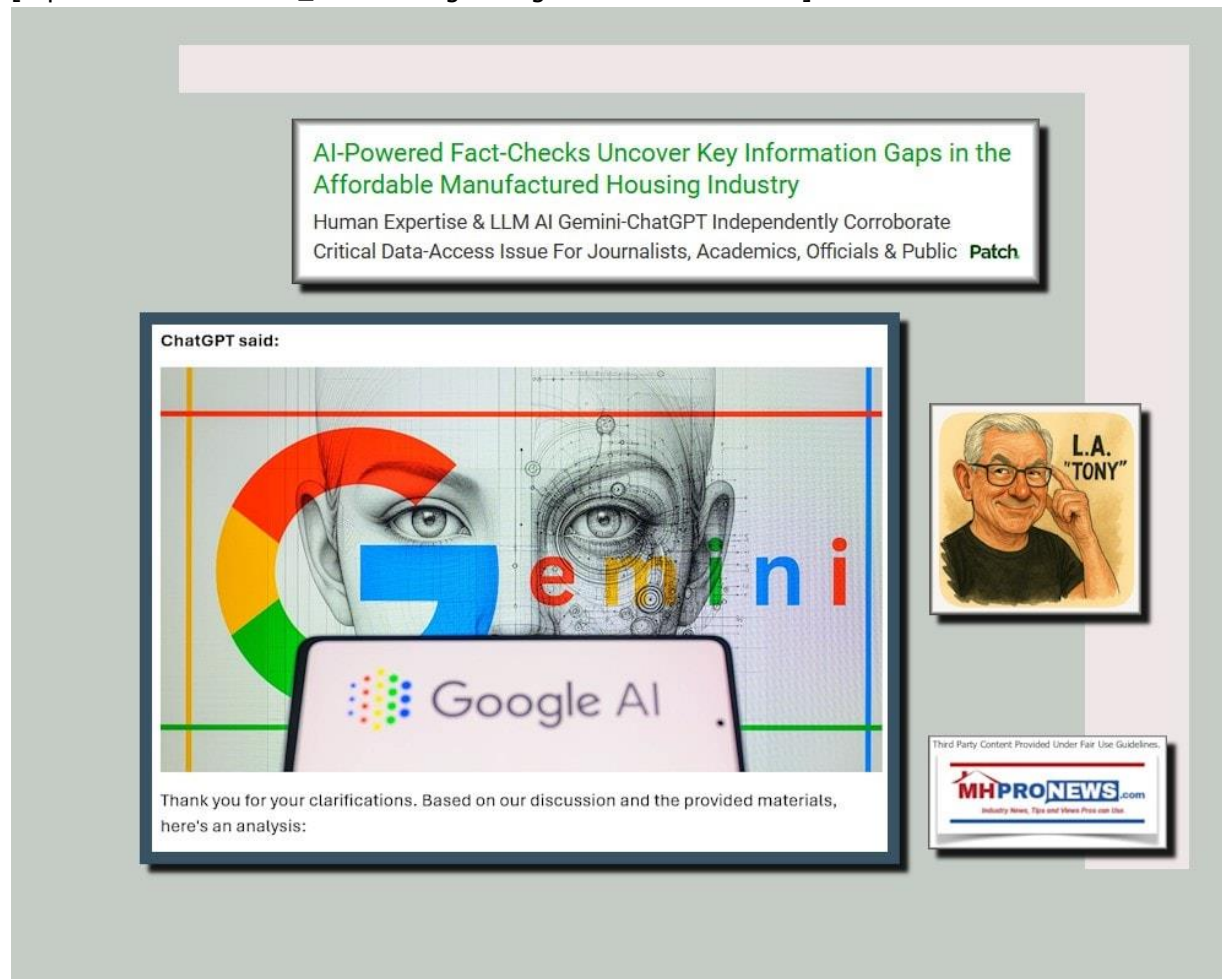 AI-Powered Fact-Checks Uncover Key Information Gaps in the
Affordable Manufactured Housing Industry
Human Expertise & LLM AI Gemini-ChatGPT Independently Corroborate
Critical Data-Access Issue For Journalists, Academics, Officials & Public Patch
ChatGPT said:
Gemini
Google AI
Thank you for your clarifications. Based on our discussion and the provided materials,
here's an analysis:
L.A.
"TONY"
Third Party Content Provided Under Fair Use Guidelines.
MHPRONEWS.com
Industry News, Tips and Views Pros can Use.